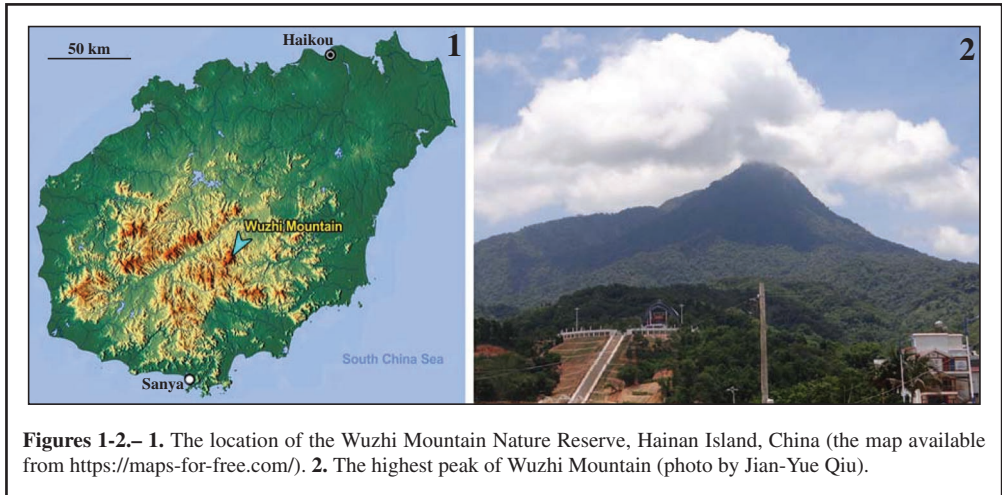 50 km
Haikou
1
2
Wuzhi Mountain
South China Sea
Sanya
Figures 1-2.– 1. The location of the Wuzhi Mountain Nature Reserve, Hainan Island, China (the map available
from https://maps-for-free.com/). 2. The highest peak of Wuzhi Mountain (photo by Jian-Yue Qiu).